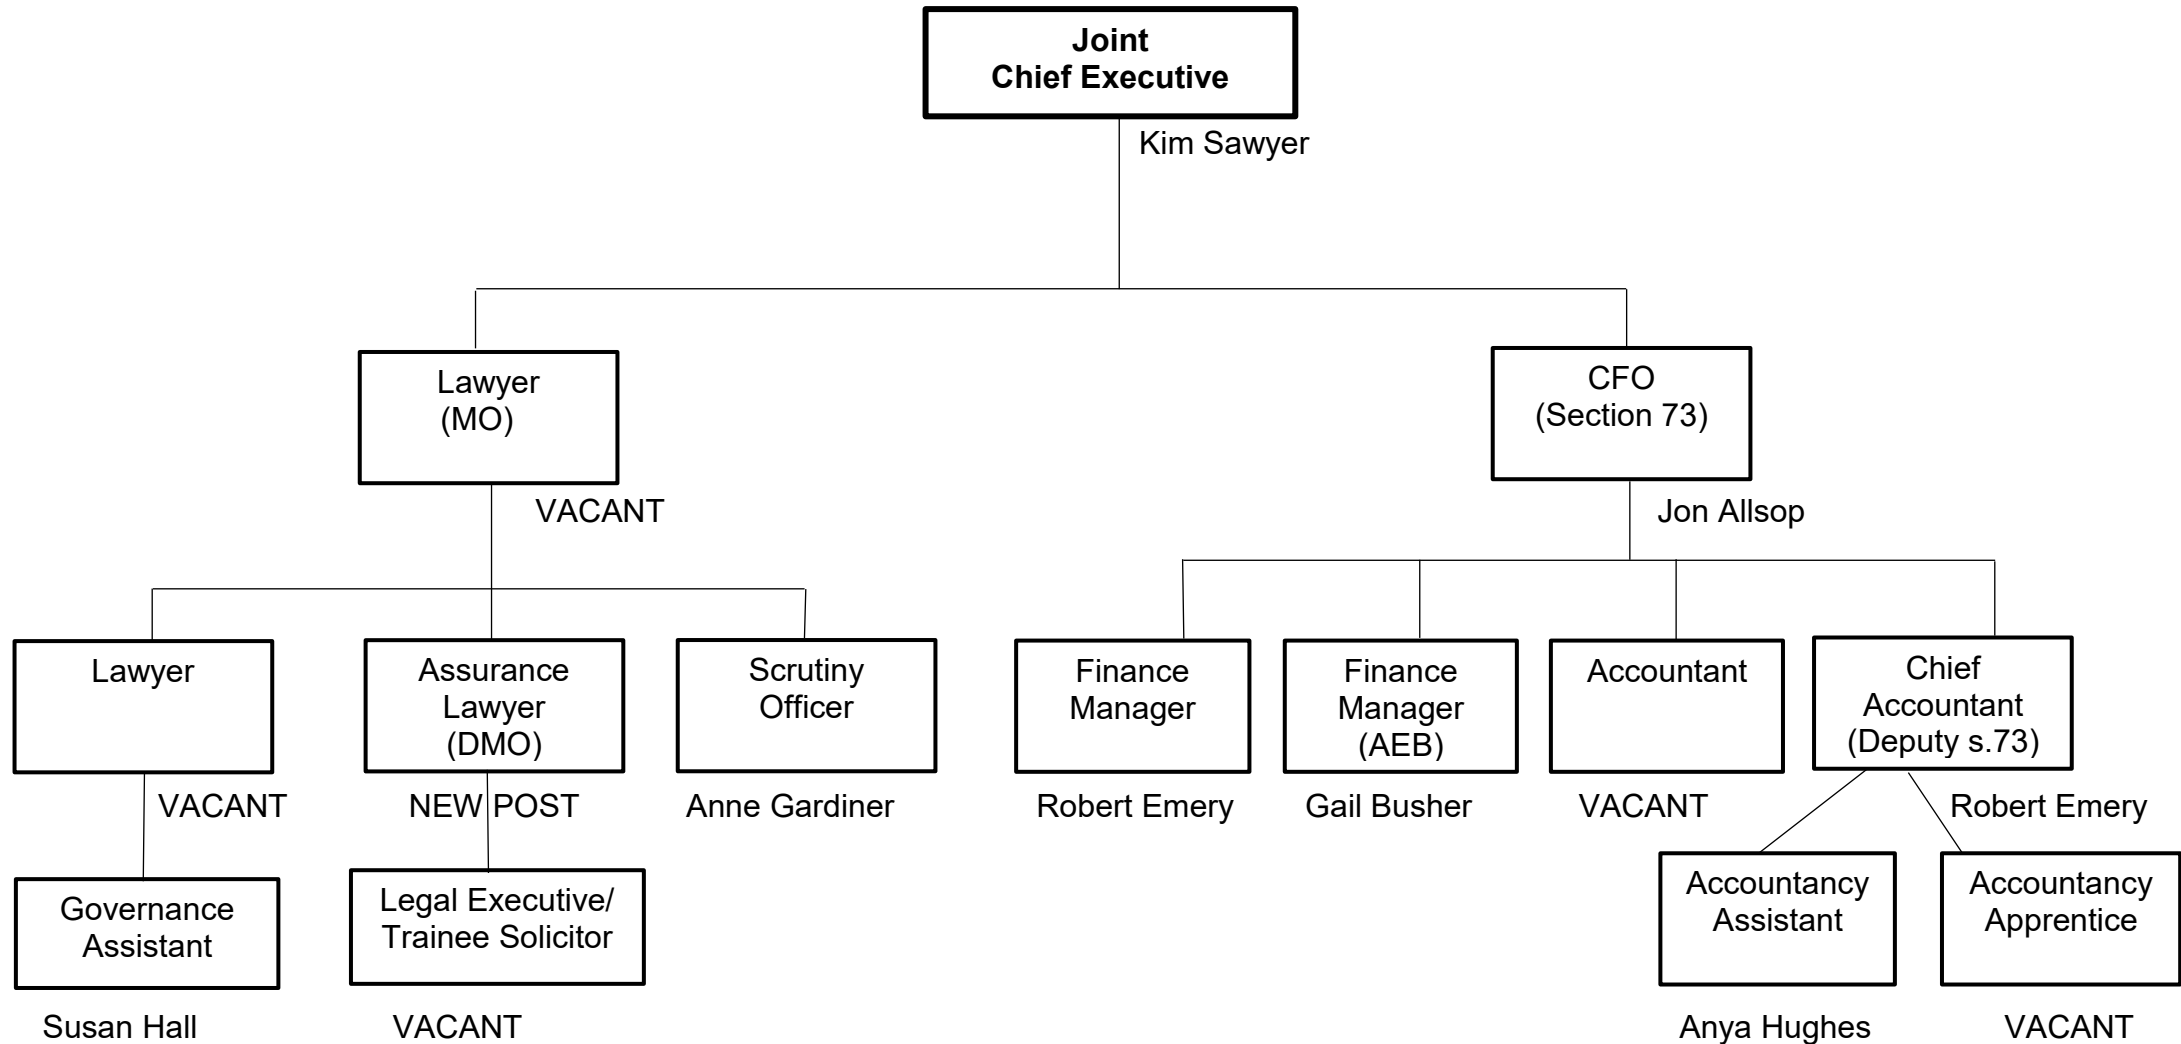 Joint
Chief Executive
Kim Sawyer
Lawyer
(MO)
VACANT
CFO
(Section 73)
Jon Allsop
Lawyer
VACANT
Assurance
Lawyer
(DMO)
NEW POST
Scrutiny
Officer
Anne Gardiner
Finance
Manager
Robert Emery
Finance
Manager
(AEB)
Gail Busher
Accountant
VACANT
Chief
Accountant
(Deputy s.73)
Robert Emery
Governance
Assistant
Susan Hall
Legal Executive/
Trainee Solicitor
VACANT
Accountancy
Assistant
Anya Hughes
Accountancy
Apprentice
VACANT